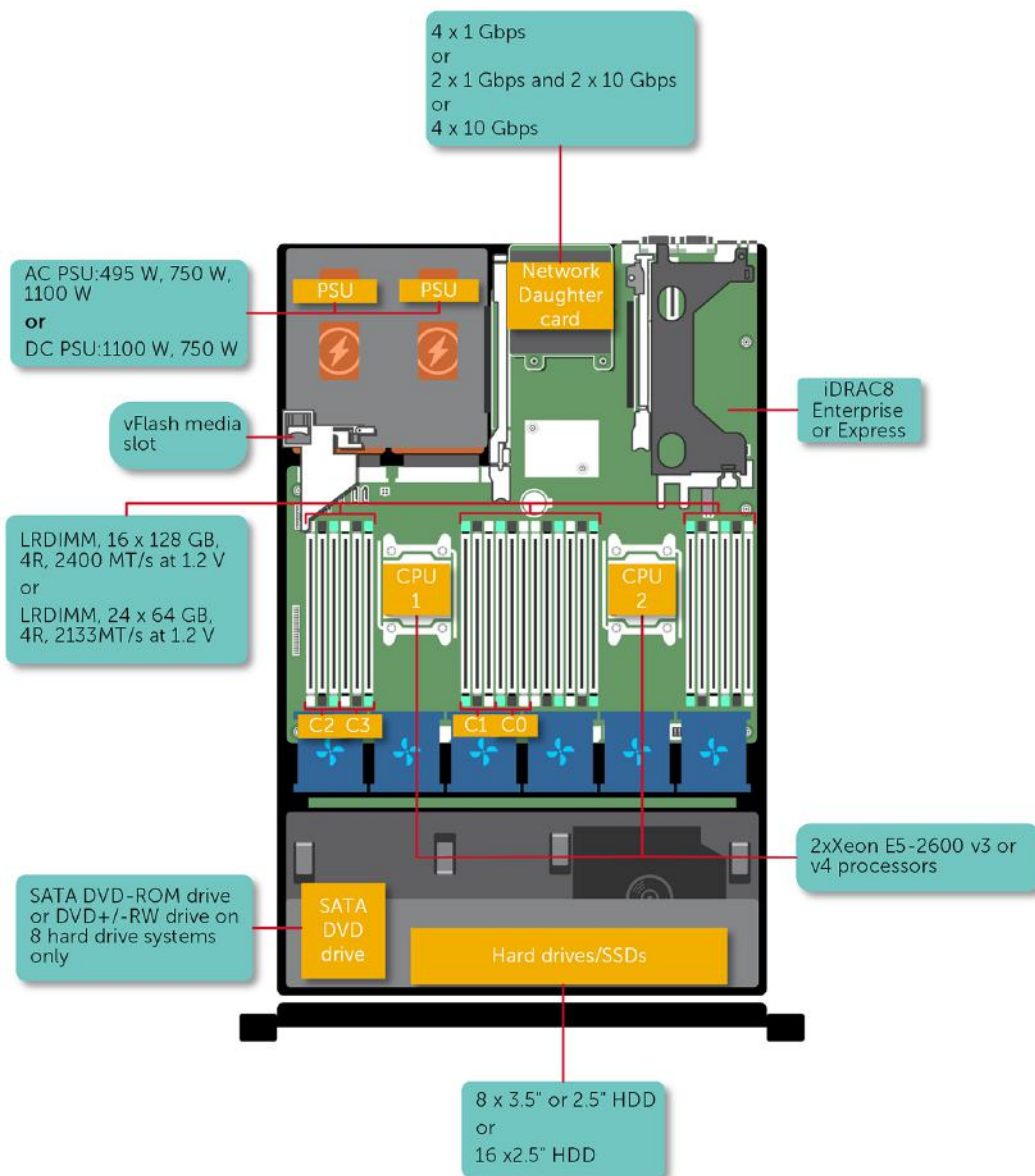 4 x 1 Gbps
or
2 x 1 Gbps and 2 x 10 Gbps
or
4 x 10 Gbps
AC PSU:495 W, 750 W,
1100 W
or
DC PSU:1100 W, 750 W
PSU
PSU
Network
Daughter
card
iDRAC8
Enterprise
or Express
vFlash media
slot
LRDIMM, 16 x 128 GB,
4R, 2400 MT/s at 1.2 V
or
LRDIMM, 24 x 64 GB,
4R, 2133MT/s at 1.2 V
CPU
1
CPU
2
C2
C3
C1
C0
2xXeon E5-2600 v3 or
v4 processors
SATA DVD-ROM drive
or DVD+/-RW drive on
8 hard drive systems
only
SATA
DVD
drive
Hard drives/SSDs
8 x 3.5" or 2.5" HDD
or
16 x2.5" HDD